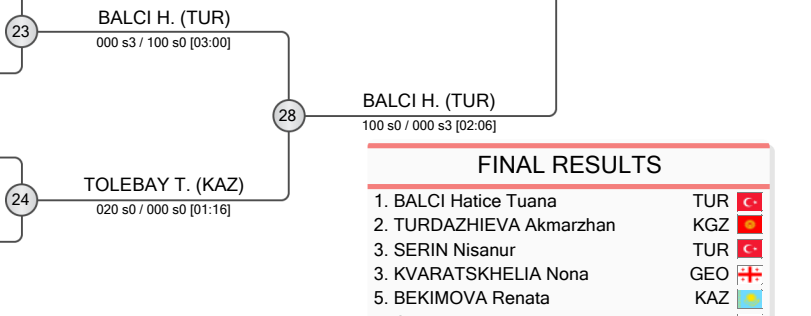 23
BALCI H. (TUR)
000 s3 / 100 s0 [03:00]
28
BALCI H. (TUR)
100 s0 / 000 s3 [02:06]
24
TOLEBAY T. (KAZ)
020 s0 / 000 s0 [01:16]
FINAL RESULTS
1. BALCI Hatice Tuana TUR
2. TURDAZHIEVA Akmarzhan KGZ
3. SERIN Nisanur TUR
3. KVARATSKHELIA Nona GEO
5. BEKIMOVA Renata KAZ